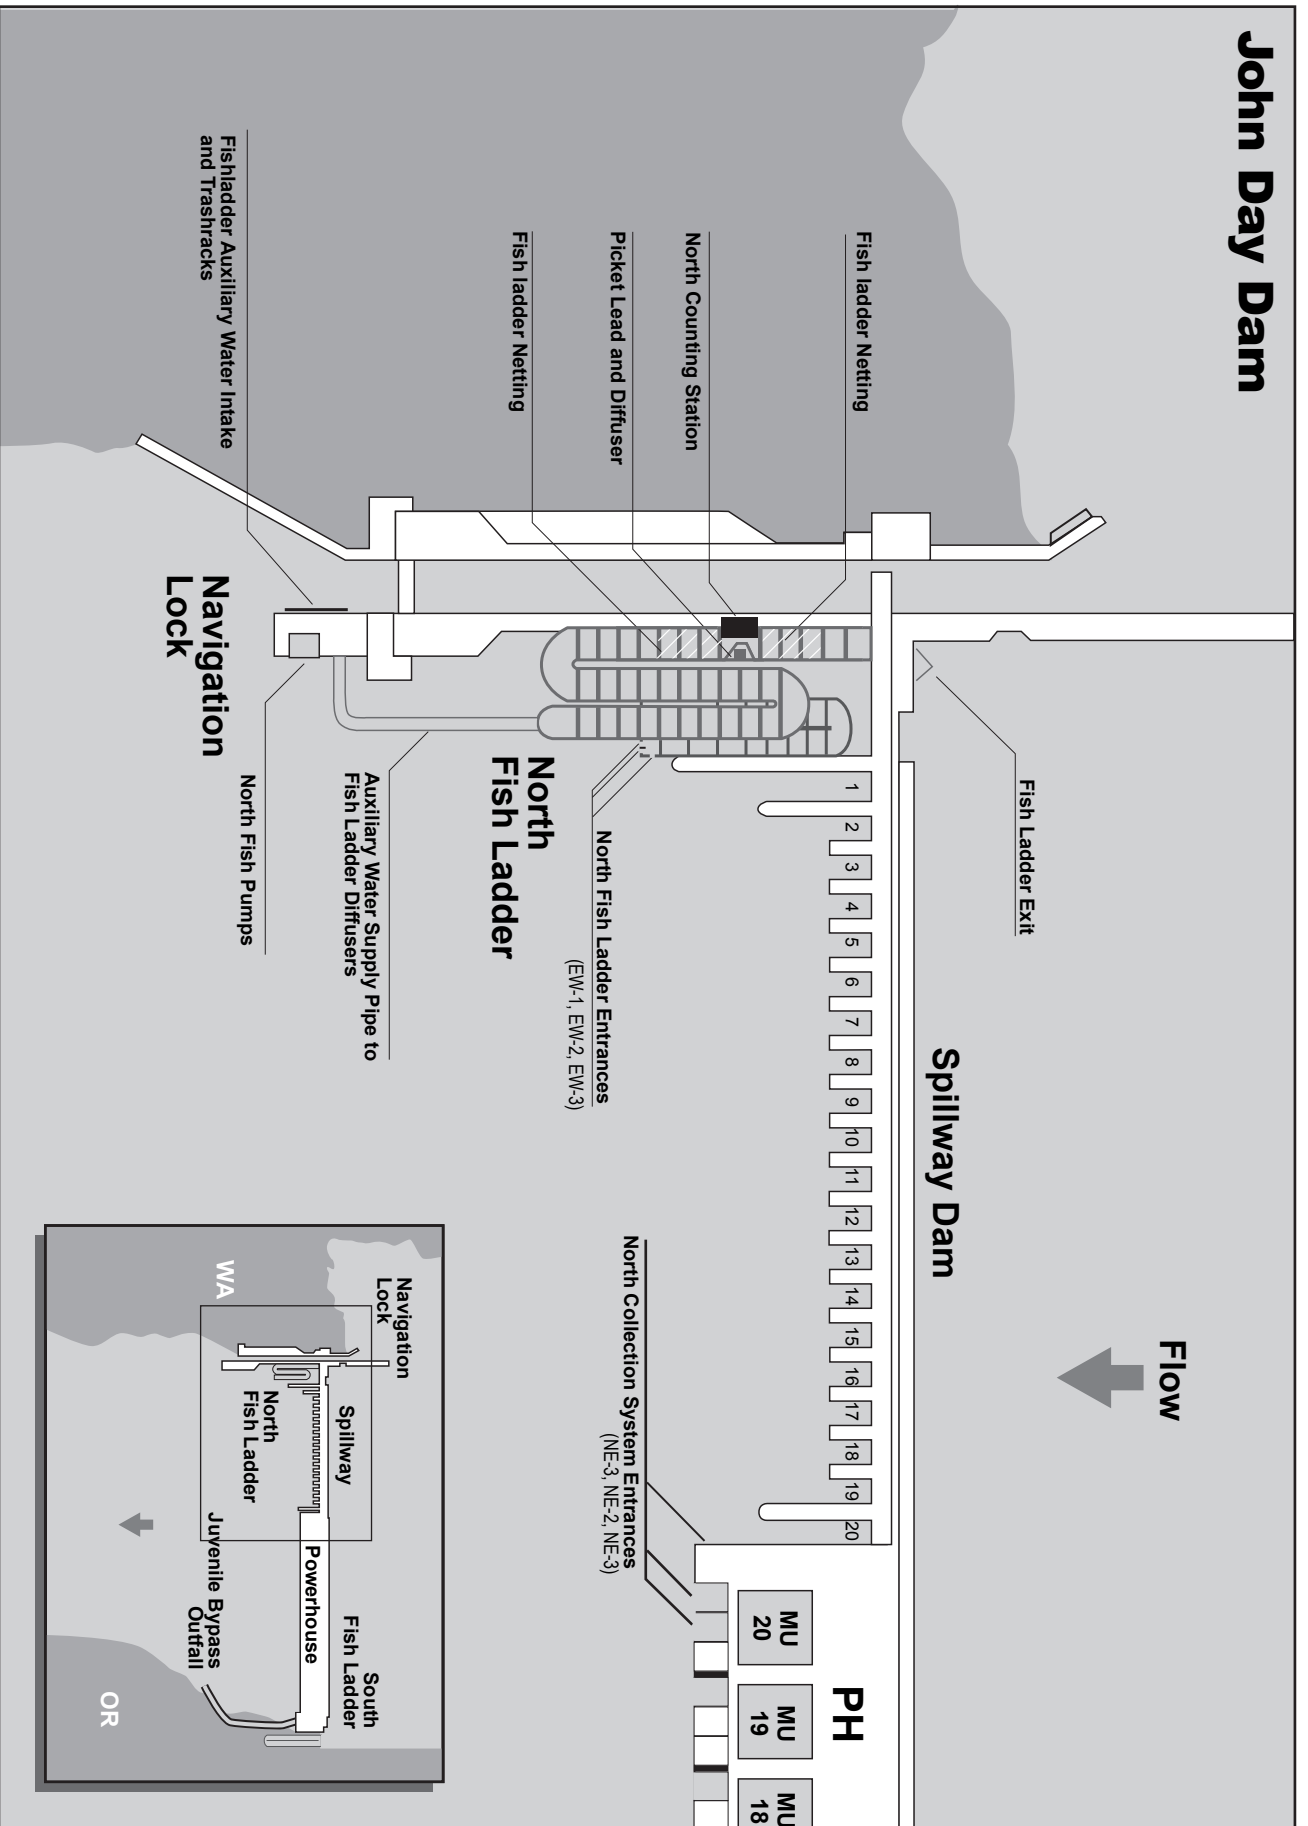 John Day Dam
Flow
Spillway Dam
Fish Ladder Exit
Fish ladder Netting
North Counting Station
Picket Lead and Diffuser
Fish ladder Netting
Fishladder Auxiliary Water Intake
and Trashracks
1
2
3
4
5
6
7
8
9
10
11
12
13
14
15
16
17
18
19
20
PH
MU
20
MU
19
MU
18
North Fish Ladder Entrances
(EW-1, EW-2, EW-3)
North Collection System Entrances
(NE-3, NE-2, NE-3)
North
Fish Ladder
Auxiliary Water Supply Pipe to
Fish Ladder Diffusers
North Fish Pumps
Navigation
Lock
Navigation
Lock
WA
Spillway
North
Fish Ladder
Powerhouse
South
Fish Ladder
Juvenile Bypass
Outfall
OR